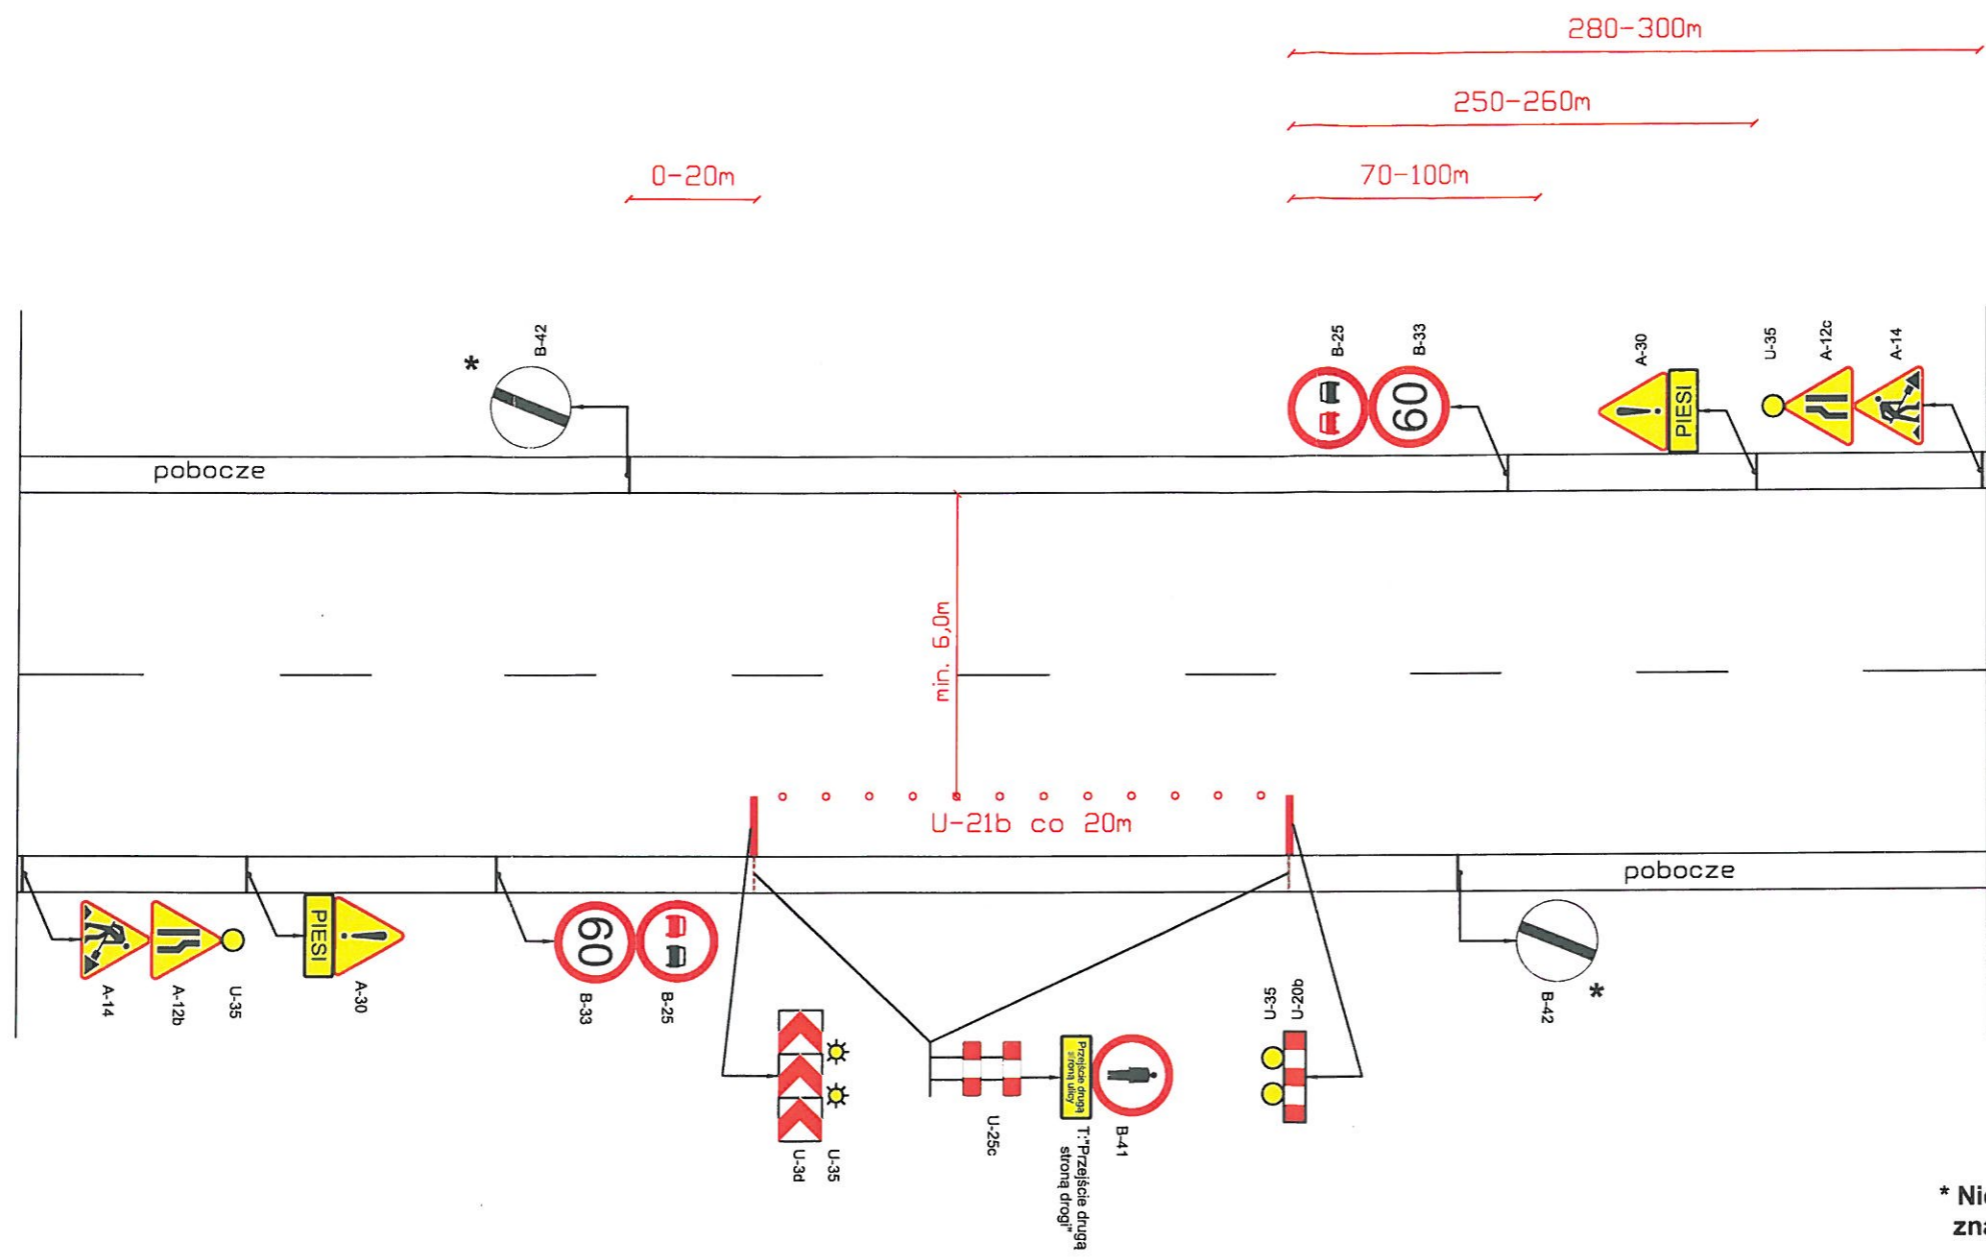 280-300m
250-260m
0-20m
70-100m
B-42
*
B-25
B-33
60
A-30
PIESI
U-35
A-12c
A-14
pobocze
min. 6,0m
U-21b co 20m
pobocze
A-14
A-12b
U-35
PIESI
A-30
60
B-33
B-25
U-3d
U-35
U-25c
Przejście drugą
stroną ulicy
B-41
T:"Przejście drugą
stroną drogi"
U-35
U-20b
B-42
*
* Nie
zna